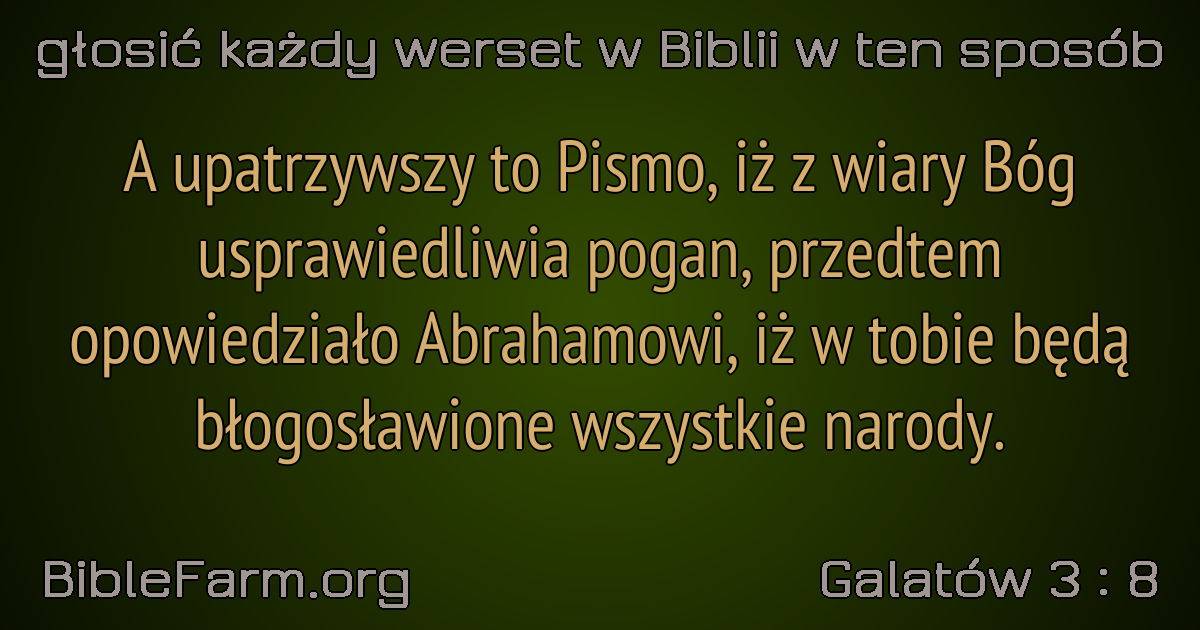 głosić każdy werset w Biblii w ten sposób
A upatrzywszy to Pismo, iż z wiary Bóg
usprawiedliwia pogan, przedtem
opowiedziało Abrahamowi, iż w tobie będą
błogosławione wszystkie narody.
BibleFarm.org
Galatów 3 : 8